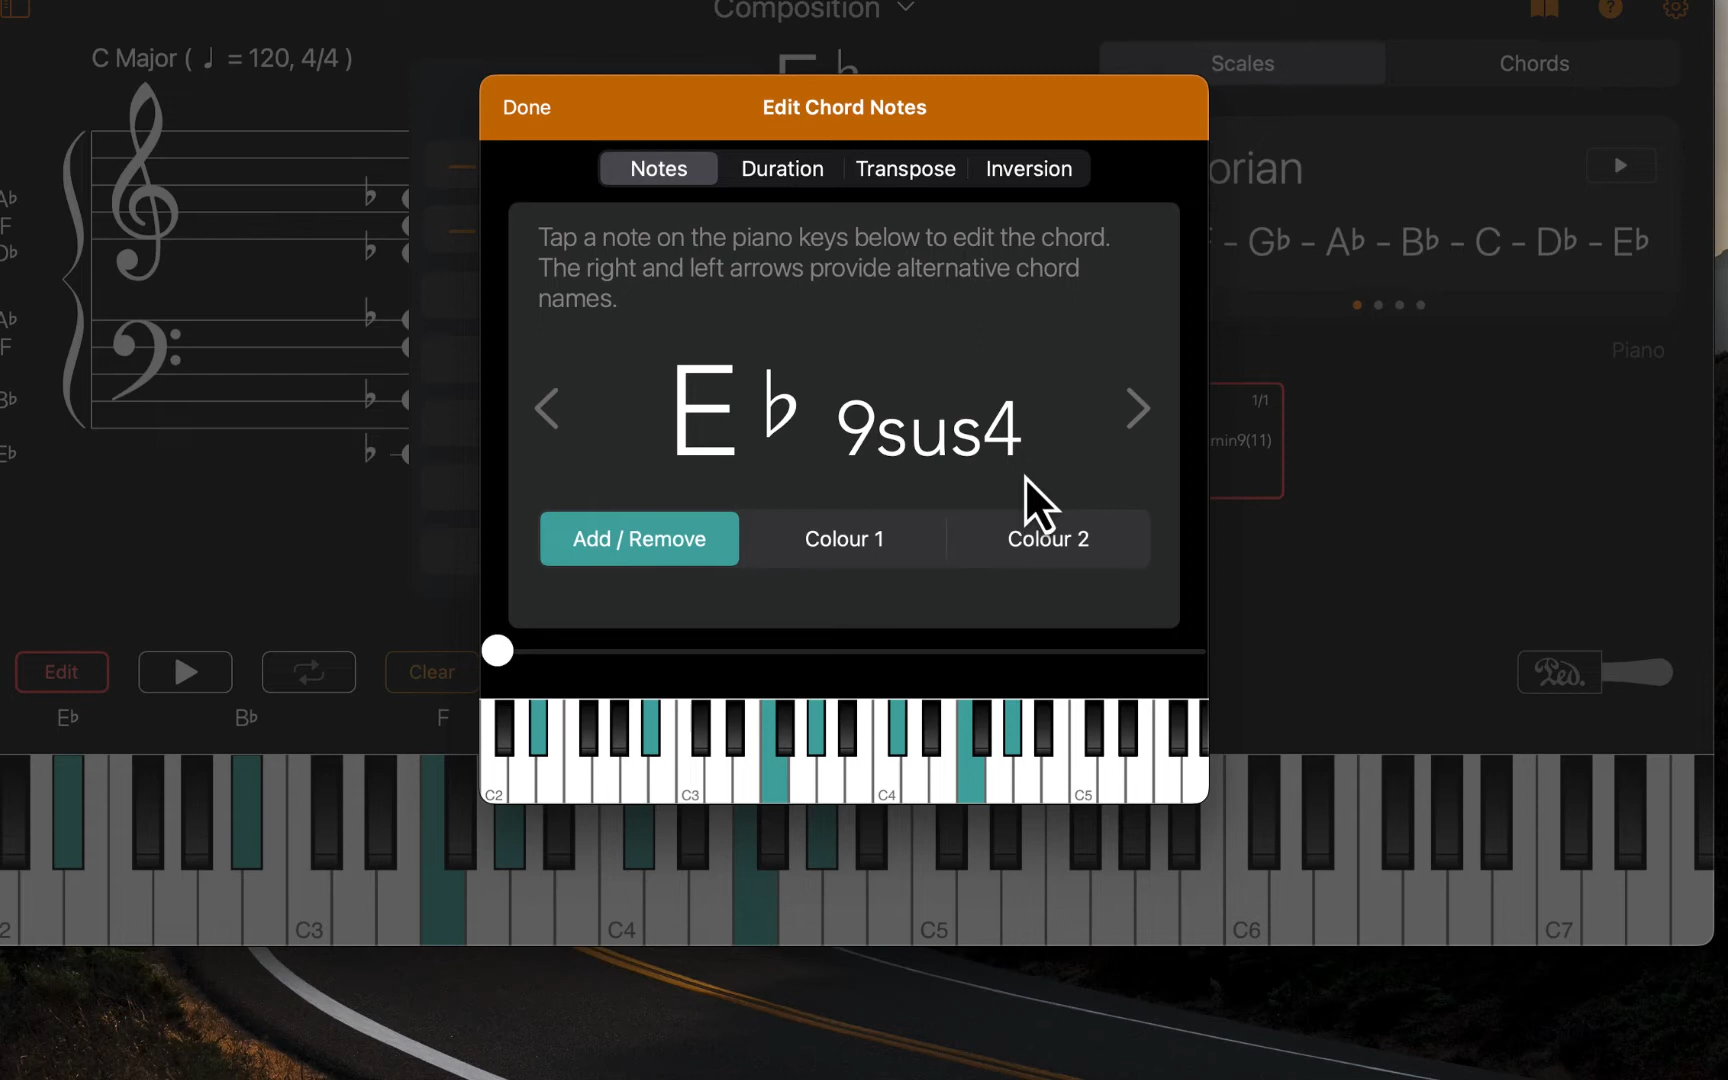 Composition
C Major ( ♩ = 120, 4/4 )
E♭
Scales
Chords
Done
Edit Chord Notes
Notes
Duration
Transpose
Inversion
orian
Tap a note on the piano keys below to edit the chord.
The right and left arrows provide alternative chord
names.
- G♭ - A♭ - B♭ - C - D♭ - E♭
A♭
F
D♭
A♭
F
B♭
E♭
Piano
E♭ 9sus4
1/1
min9(11)
Add / Remove
Colour 1
Colour 2
Edit
Clear
Ped.
E♭
B♭
F
C2
C3
C4
C5
2
C3
C4
C5
C6
C7